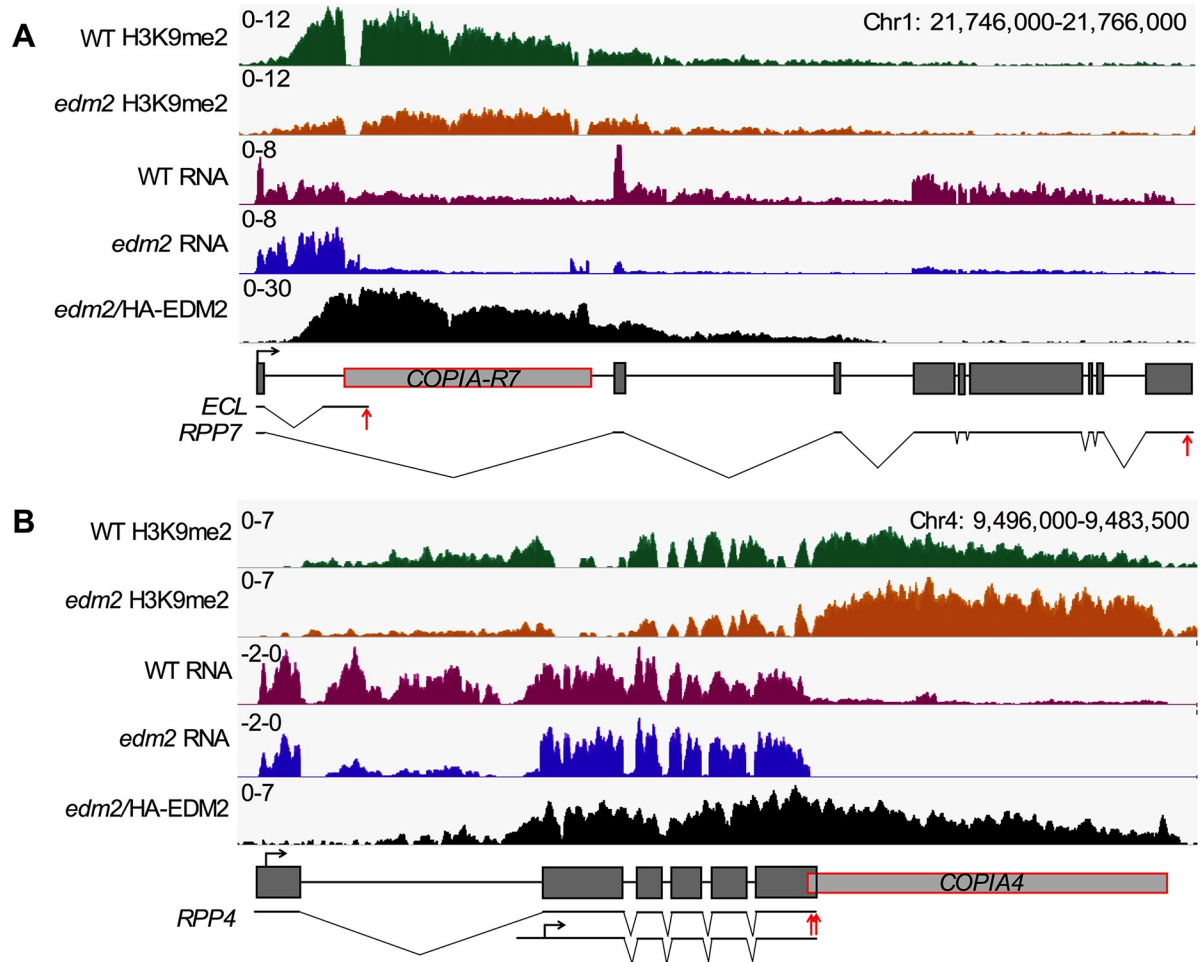 A
WT H3K9me2
0-12
Chr1: 21,746,000-21,766,000
edm2 H3K9me2
0-12
WT RNA
0-8
edm2 RNA
0-8
edm2/HA-EDM2
0-30
COPIA-R7
ECL
RPP7
B
WT H3K9me2
0-7
Chr4: 9,496,000-9,483,500
edm2 H3K9me2
0-7
WT RNA
-2-0
edm2 RNA
-2-0
edm2/HA-EDM2
0-7
COPIA4
RPP4